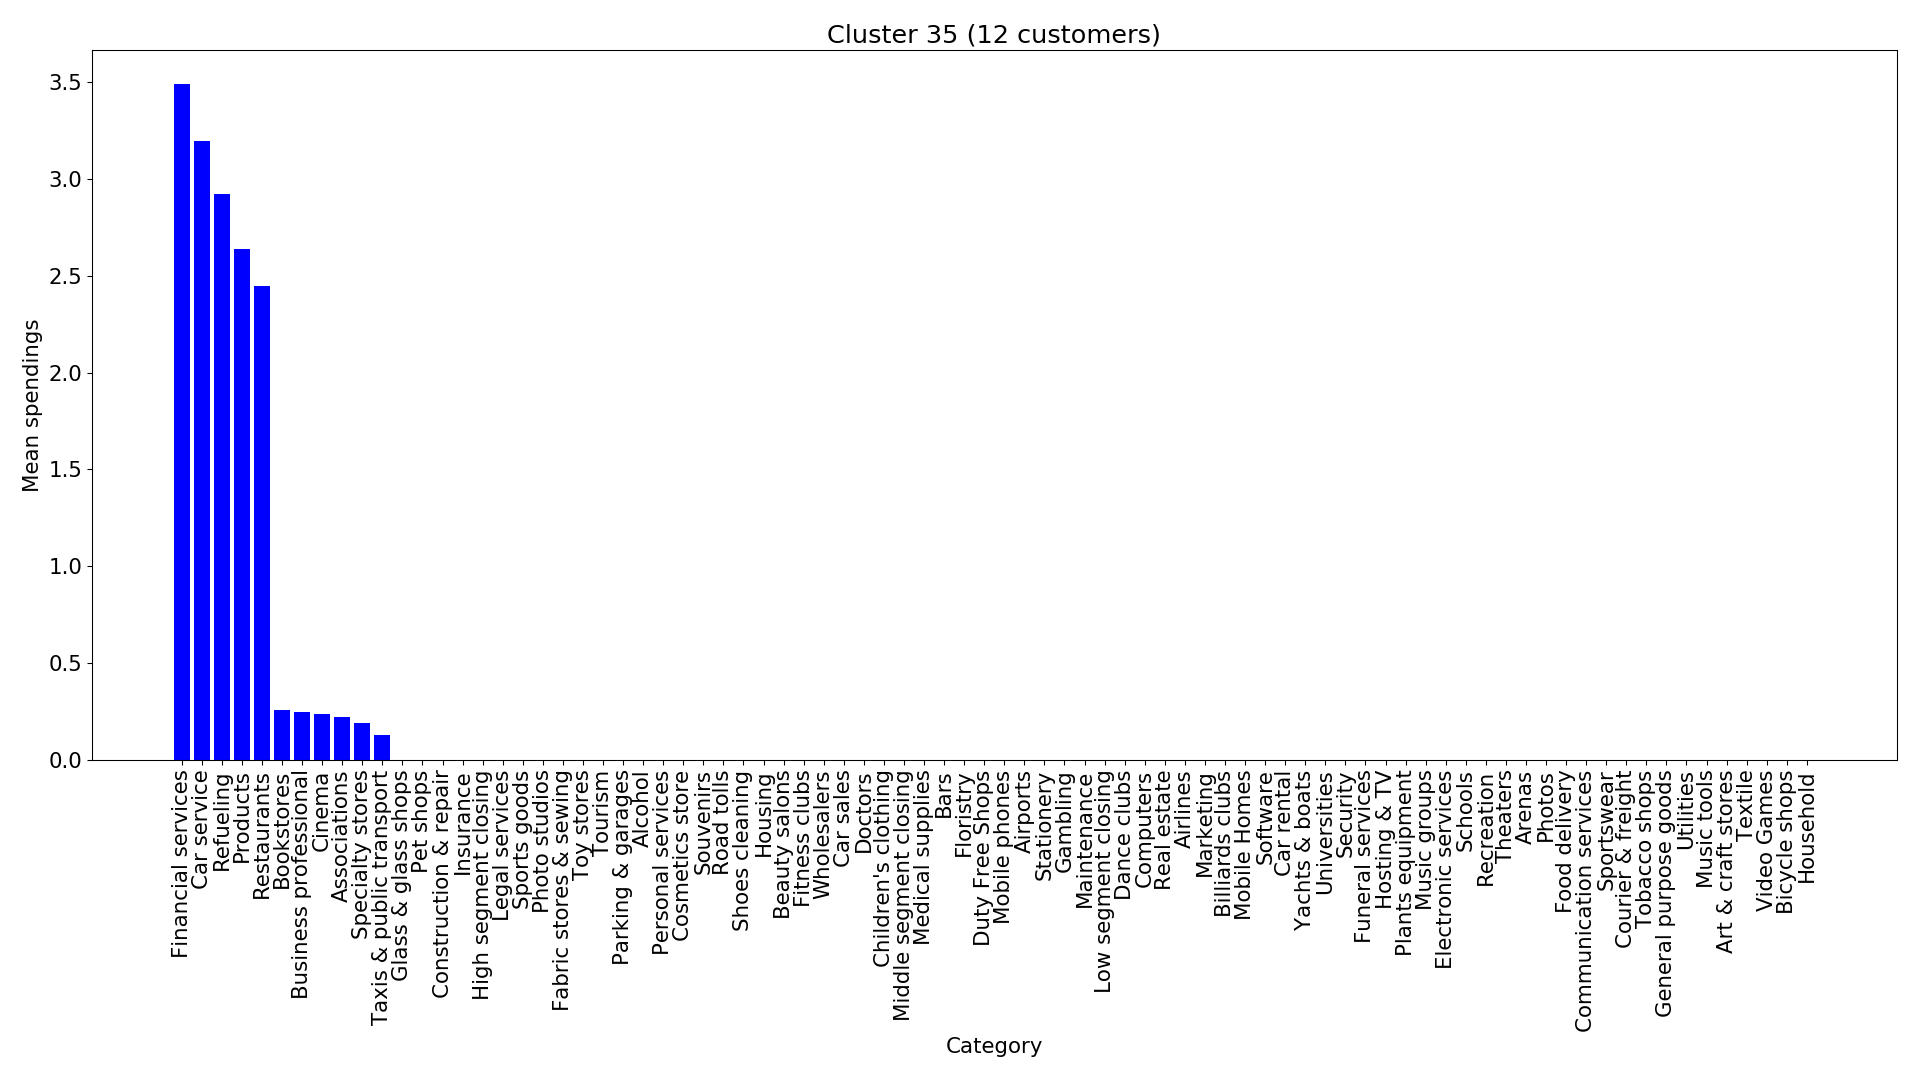 Cluster 35 (12 customers)
3.5
3.0
2.5
2.0
1.5
1.0
0.5
0.0
Mean spendings
Financial services
Car service
Refueling
Products
Restaurants
Bookstores
Business professional
Cinema
Associations
Specialty stores
Taxis & public transport
Glass & glass shops
Pet shops
Construction & repair
Insurance
High segment closing
Legal services
Sports goods
Photo studios
Fabric stores & sewing
Toy stores
Tourism
Parking & garages
Alcohol
Personal services
Cosmetics store
Souvenirs
Road tolls
Shoes cleaning
Housing
Beauty salons
Fitness clubs
Wholesalers
Car sales
Doctors
Children's clothing
Middle segment closing
Medical supplies
Bars
Floristry
Duty Free Shops
Mobile phones
Airports
Stationery
Gambling
Maintenance
Low segment closing
Dance clubs
Computers
Real estate
Airlines
Marketing
Billiards clubs
Mobile Homes
Software
Car rental
Yachts & boats
Universities
Security
Funeral services
Hosting & TV
Plants equipment
Music groups
Electronic services
Schools
Recreation
Theaters
Arenas
Photos
Food delivery
Communication services
Sportswear
Courier & freight
Tobacco shops
General purpose goods
Utilities
Music tools
Art & craft stores
Textile
Video Games
Bicycle shops
Household
Category